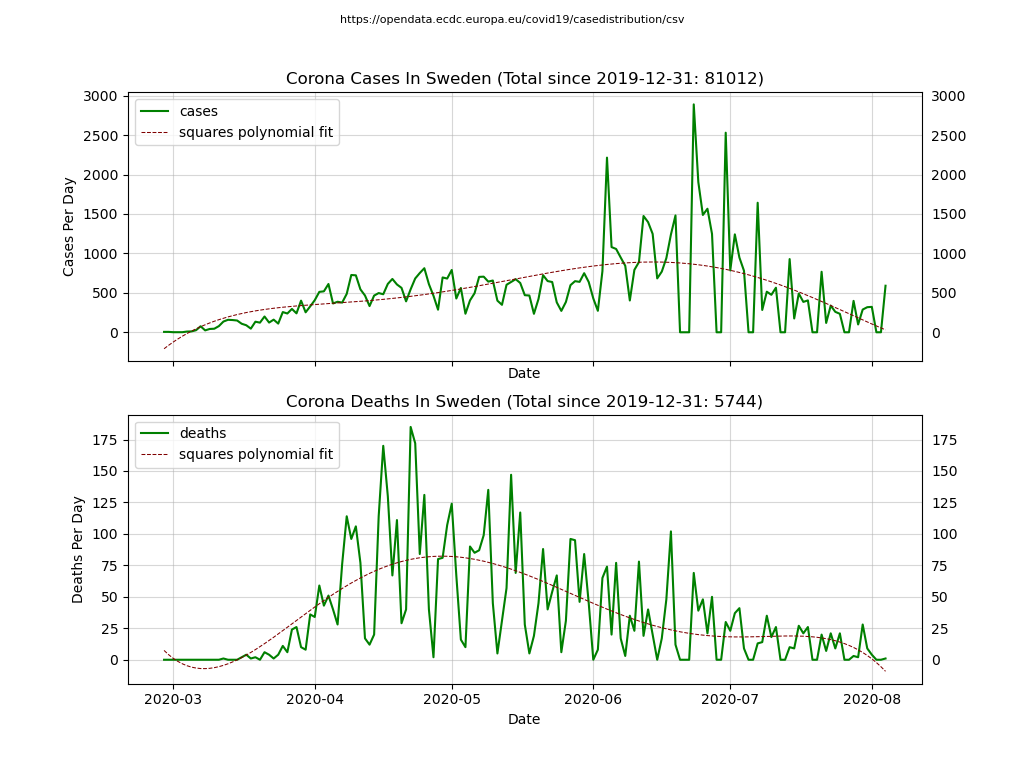 https://opendata.ecdc.europa.eu/covid19/casedistribution/csv
Corona Cases In Sweden (Total since 2019-12-31: 81012)
cases
squares polynomial fit
Cases Per Day
3000
2500
2000
1500
1000
500
0
3000
2500
2000
1500
1000
500
0
Date
Corona Deaths In Sweden (Total since 2019-12-31: 5744)
deaths
squares polynomial fit
Deaths Per Day
175
150
125
100
75
50
25
0
175
150
125
100
75
50
25
0
2020-03 2020-04 2020-05 2020-06 2020-07 2020-08
Date